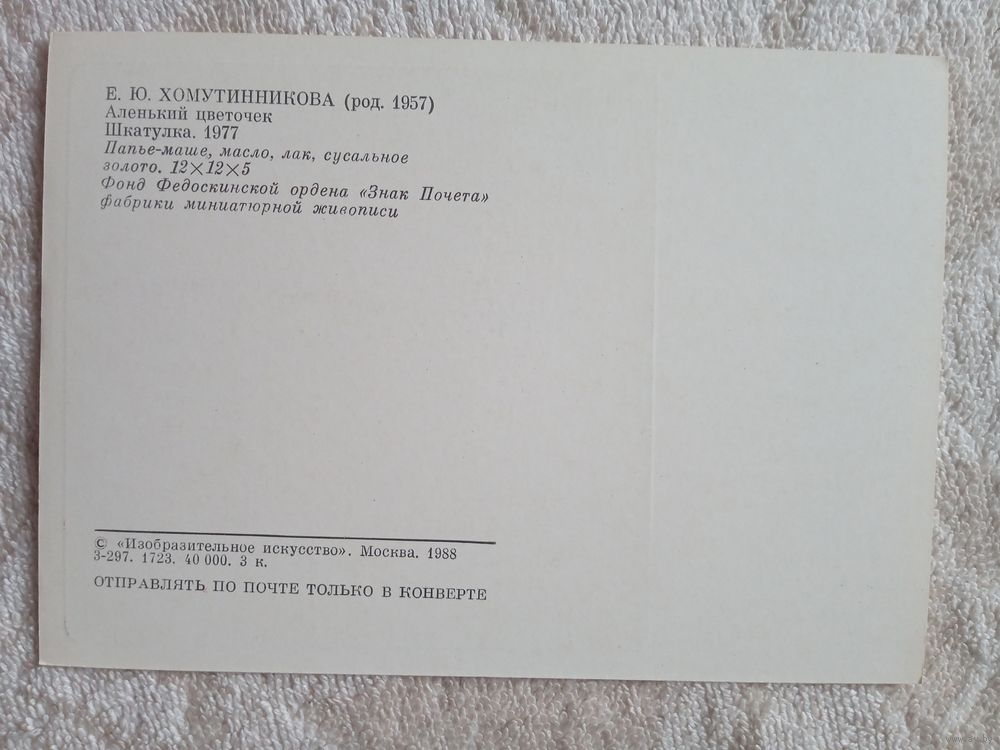 Е. Ю. ХОМУТИННИКОВА (род. 1957)
Аленький цветочек
Шкатулка. 1977
Папье-маше, масло, лак, сусальное
золото. 12×12×5
Фонд Федоскинской ордена «Знак Почета»
фабрики миниатюрной живописи
© «Изобразительное искусство». Москва. 1988
3-297. 1723. 40 000. 3 к.
ОТПРАВЛЯТЬ ПО ПОЧТЕ ТОЛЬКО В КОНВЕРТЕ